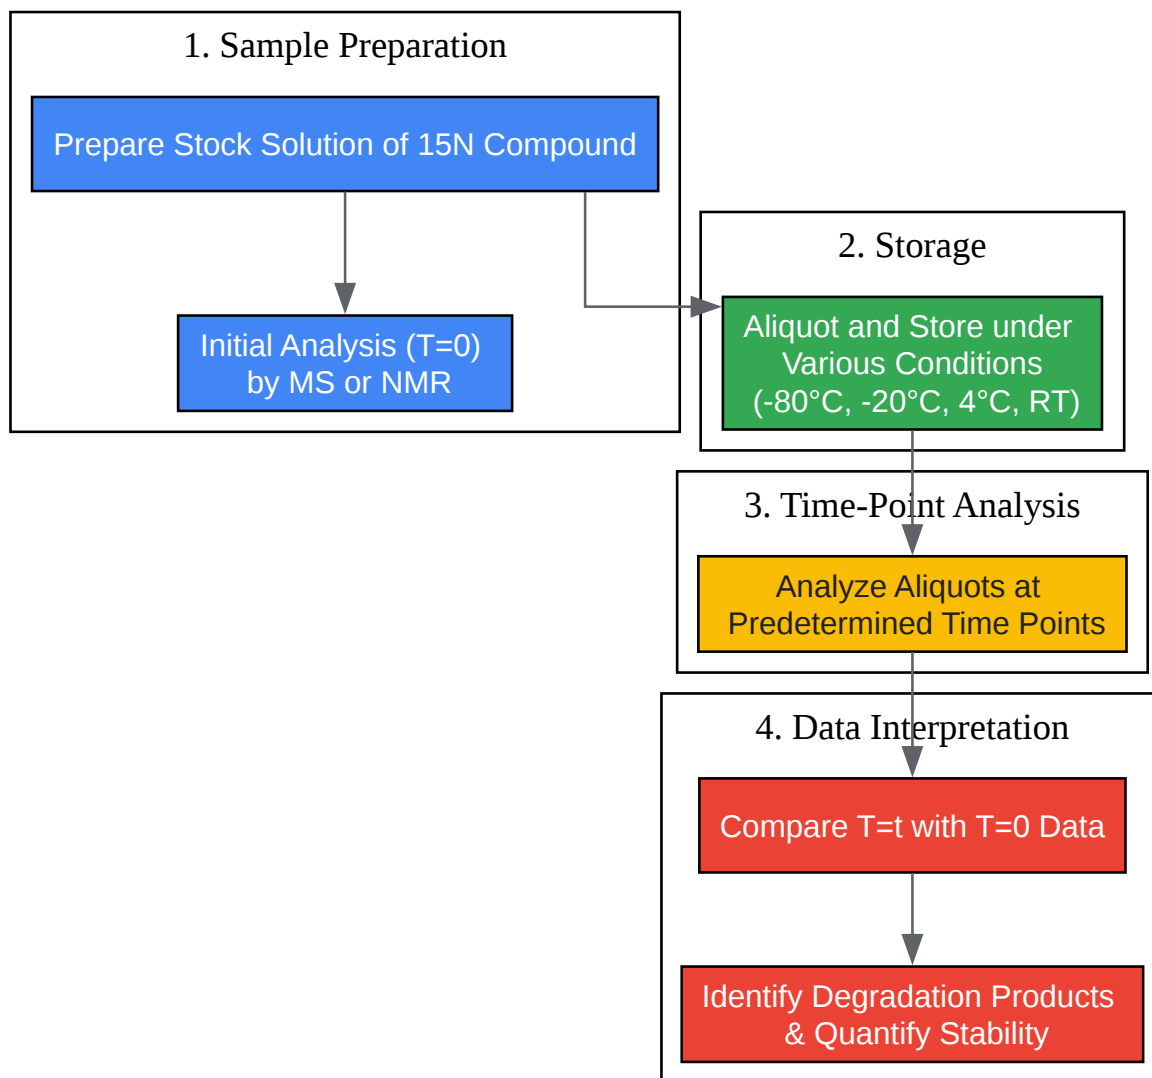 1. Sample Preparation
Prepare Stock Solution of 15N Compound
Initial Analysis (T=0)
by MS or NMR
2. Storage
Aliquot and Store under
Various Conditions
(-80°C, -20°C, 4°C, RT)
3. Time-Point Analysis
Analyze Aliquots at
Predetermined Time Points
4. Data Interpretation
Compare T=t with T=0 Data
Identify Degradation Products
& Quantify Stability